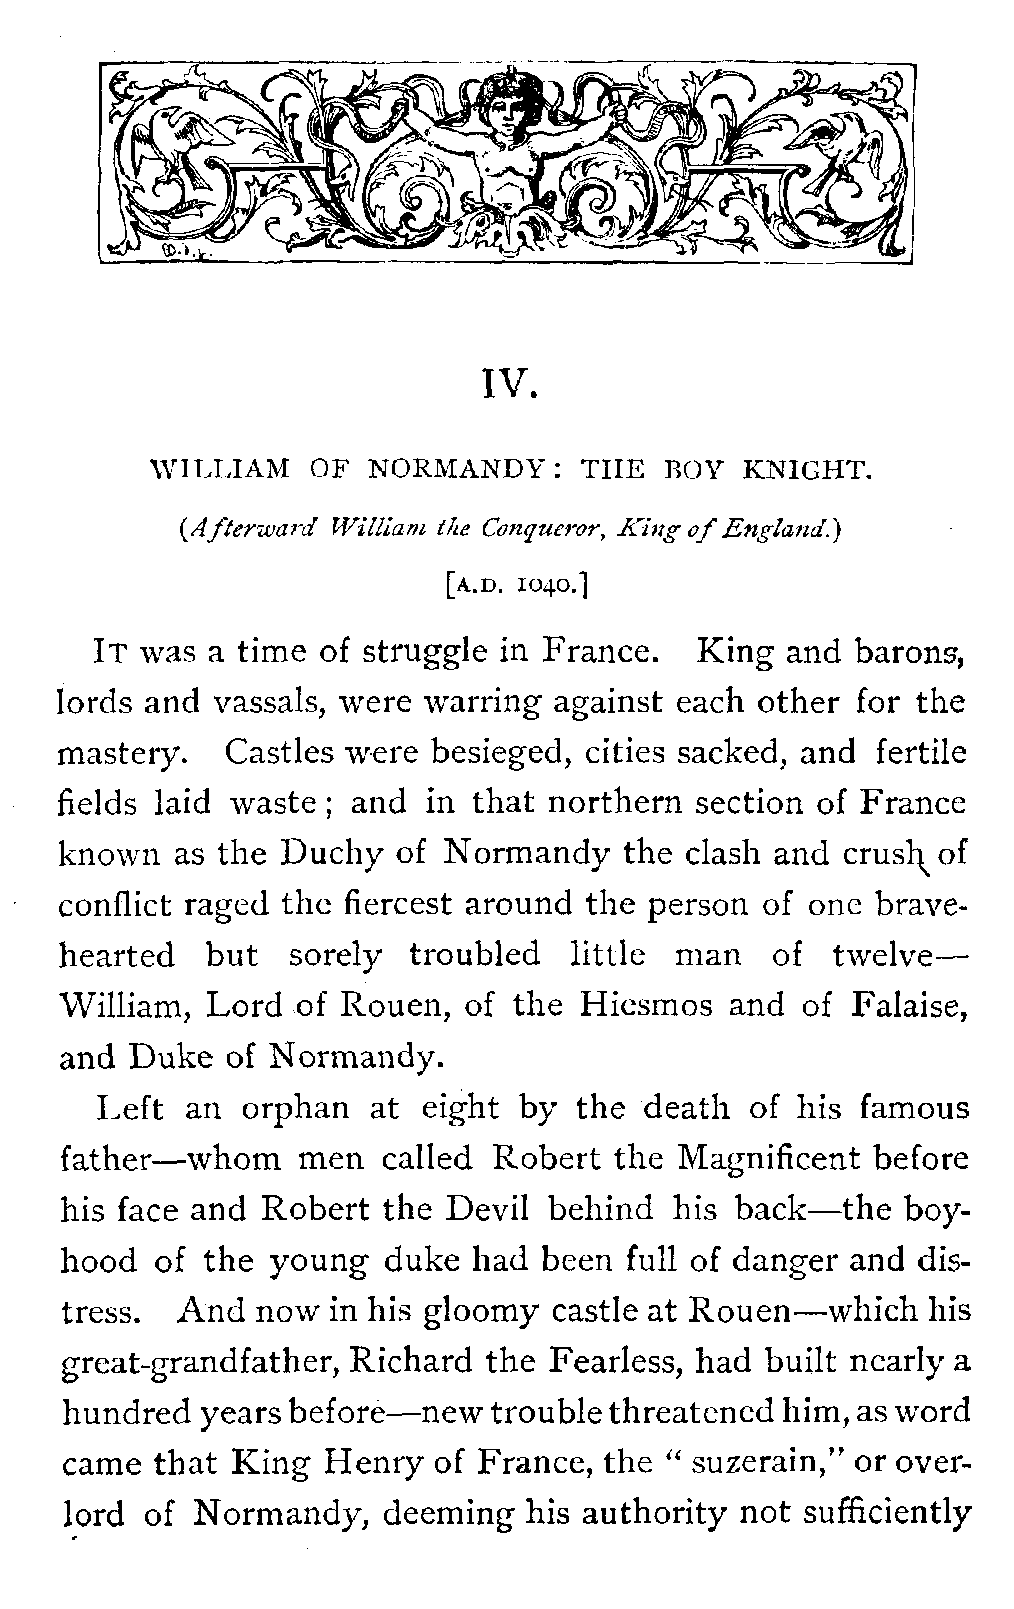 IV.
WILLIAM OF NORMANDY: THE BOY KNIGHT.
(Afterward William the Conqueror, King of England.)
[A.D. 1040.]
IT was a time of struggle in France. King and barons,
lords and vassals, were warring against each other for the
mastery. Castles were besieged, cities sacked, and fertile
fields laid waste; and in that northern section of France
known as the Duchy of Normandy the clash and crush of
conflict raged the fiercest around the person of one brave-
hearted but sorely troubled little man of twelve—
William, Lord of Rouen, of the Hiesmos and of Falaise,
and Duke of Normandy.
Left an orphan at eight by the death of his famous
father—whom men called Robert the Magnificent before
his face and Robert the Devil behind his back—the boy-
hood of the young duke had been full of danger and dis-
tress. And now in his gloomy castle at Rouen—which his
great-grandfather, Richard the Fearless, had built nearly a
hundred years before—new trouble threatened him, as word
came that King Henry of France, the "suzerain," or over-
lord of Normandy, deeming his authority not sufficiently